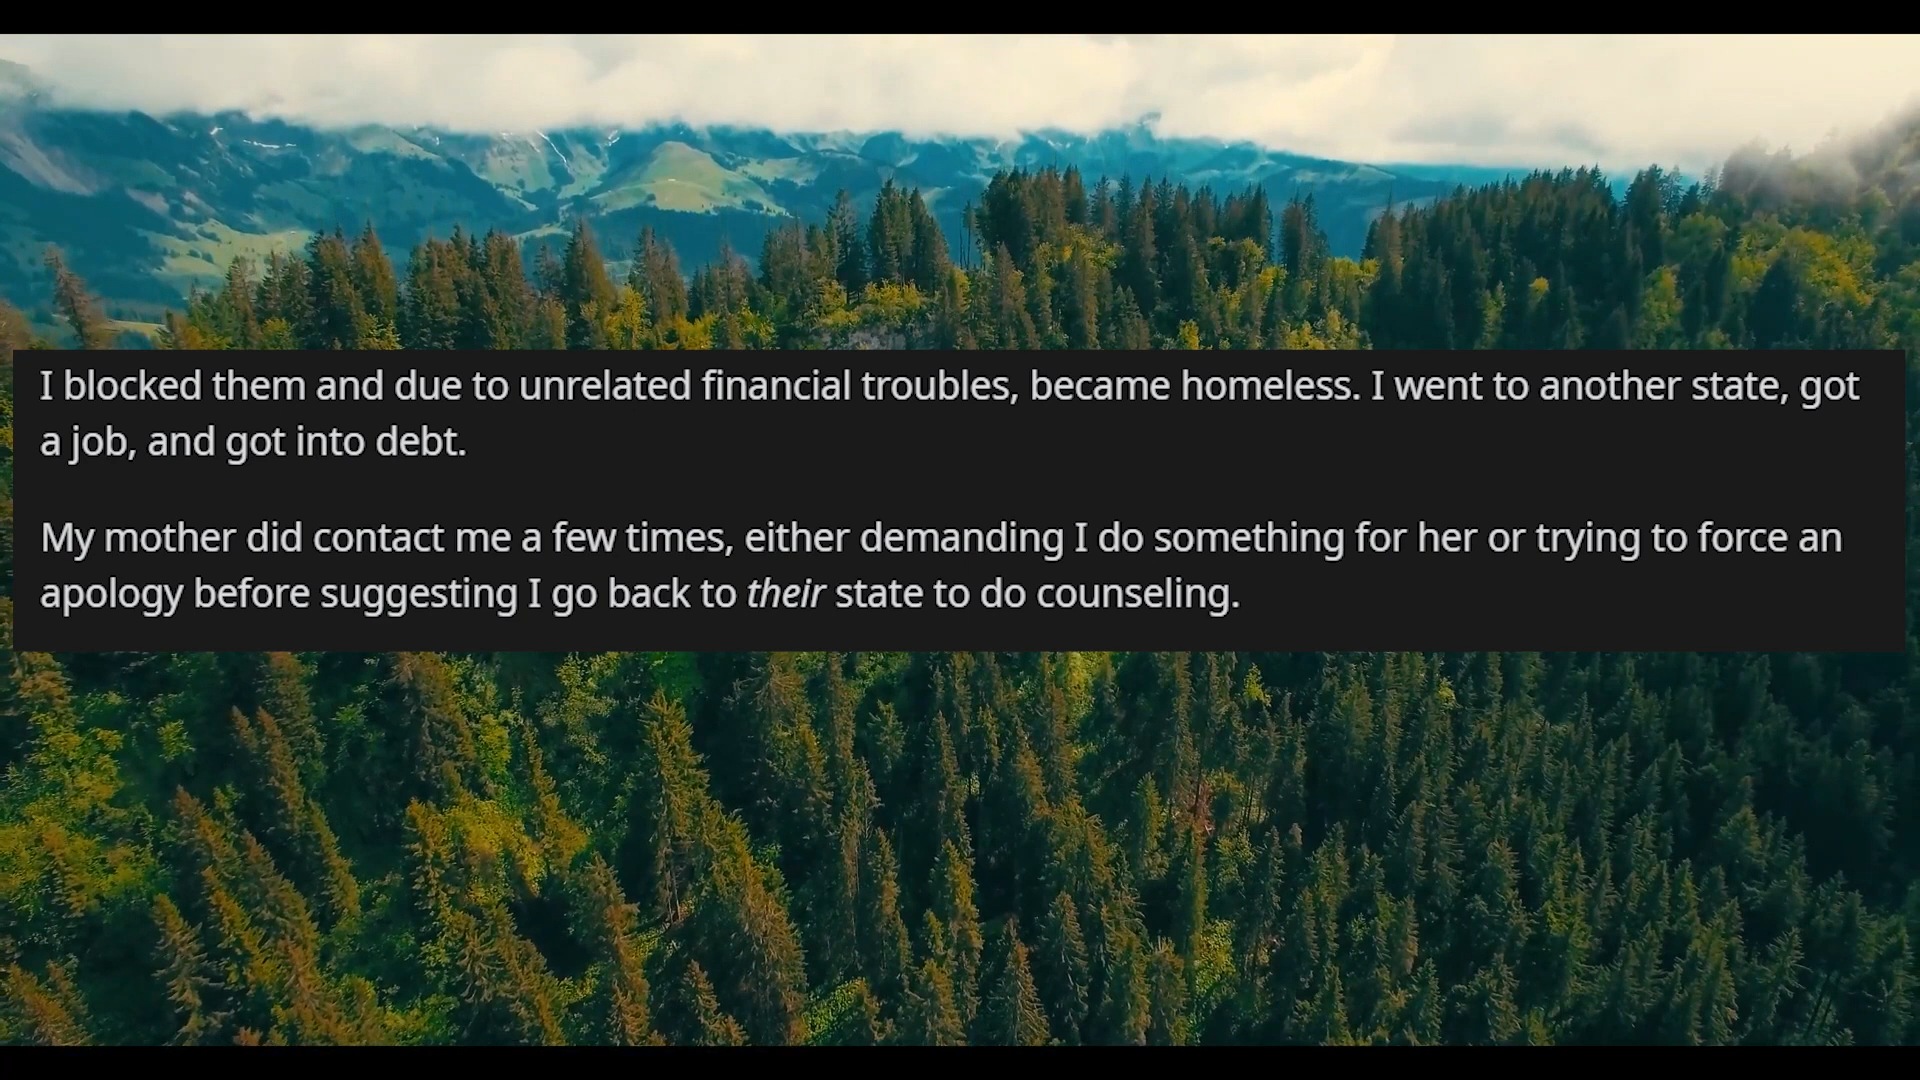 I blocked them and due to unrelated financial troubles, became homeless. I went to another state, got
a job, and got into debt.
My mother did contact me a few times, either demanding I do something for her or trying to force an
apology before suggesting I go back to their state to do counseling.